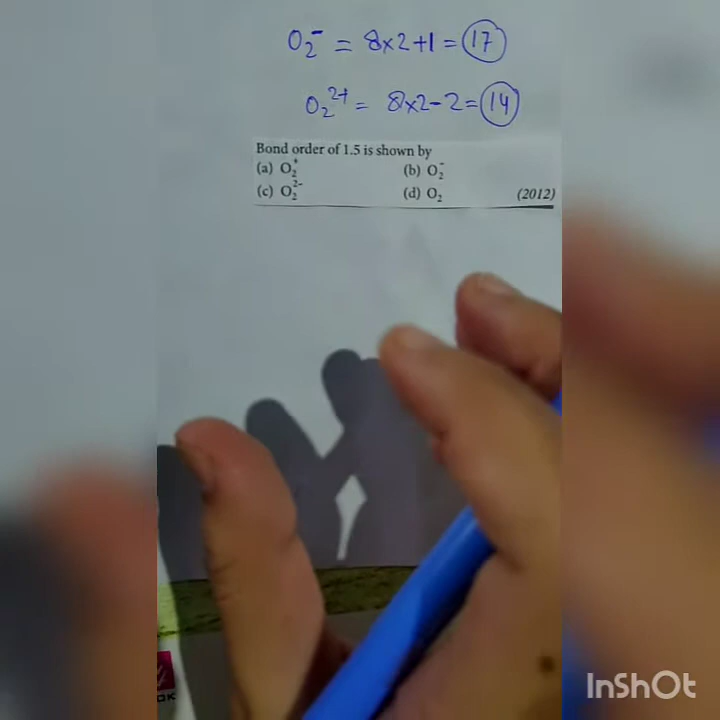 O₂⁻ = 8×2+1 = 17
O₂²⁺ = 8×2-2 = 14
Bond order of 1.5 is shown by
(a) O₂⁺ (b) O₂⁻
(c) O₂²⁻ (d) O₂ (2012)
OK
InShOt